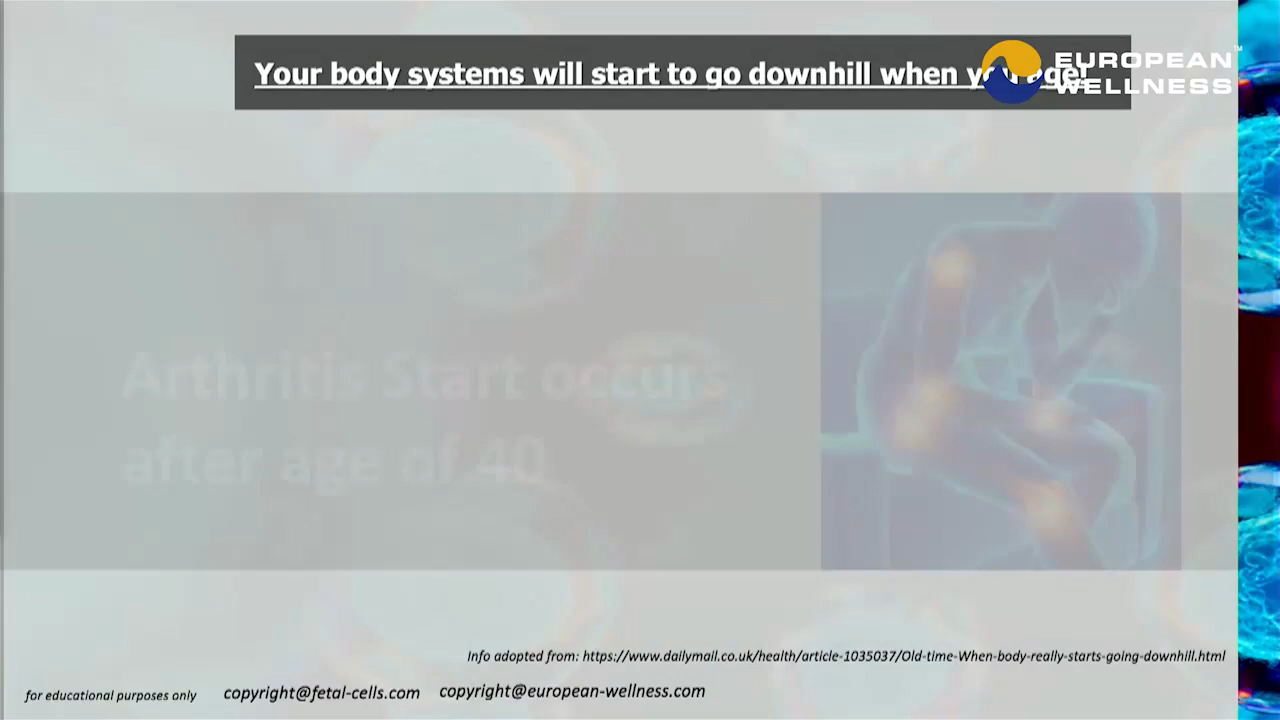 Your body systems will start to go downhill when you age!
EUROPEAN
WELLNESS
TM
Arthritis Start occurs
after age of 40
Info adopted from: https://www.dailymail.co.uk/health/article-1035037/Old-time-When-body-really-starts-going-downhill.html
for educational purposes only
copyright@fetal-cells.com
copyright@european-wellness.com